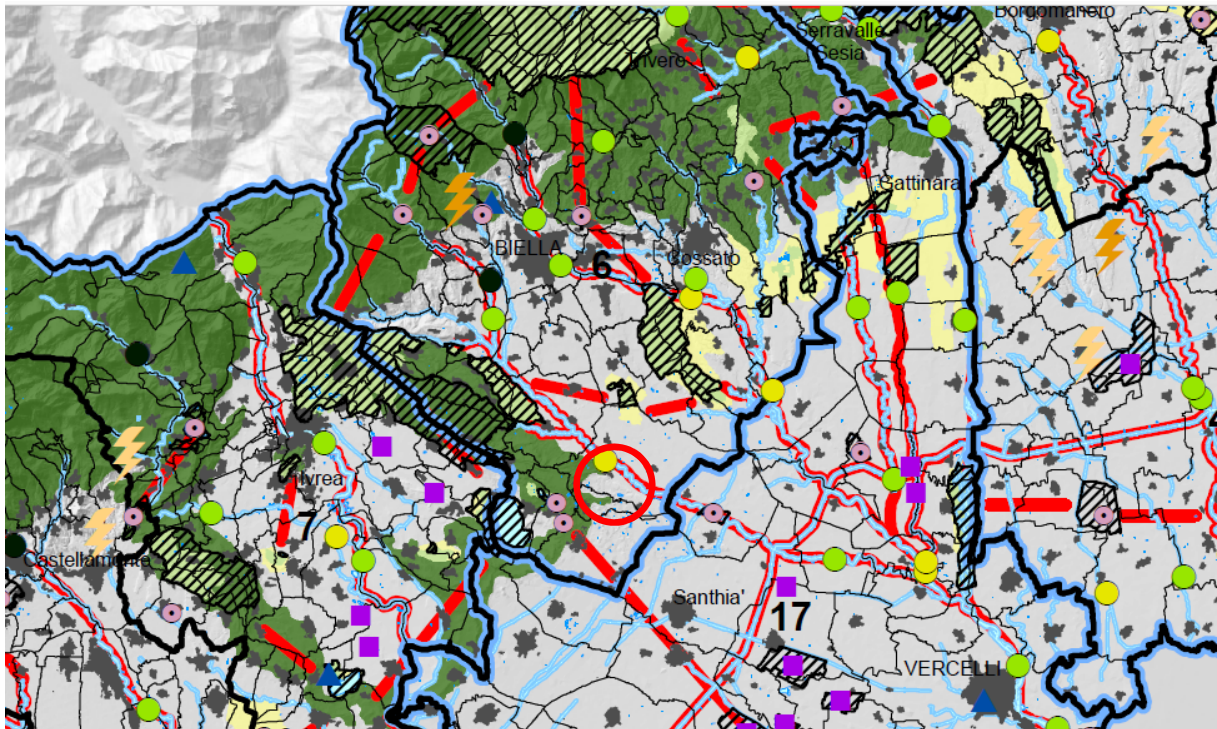 Borgomanero
Serravalle
Sesia
Trivero
Gattinara
BIELLA
6
Cossato
Ivrea
7
Castellamonte
Santhia'
17
VERCELLI